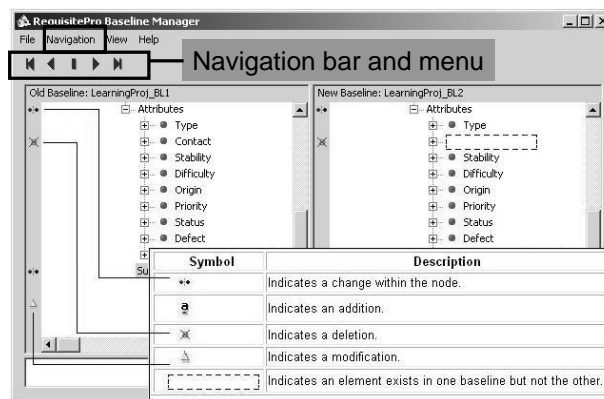 RequisitePro Baseline Manager
File Navigation View Help
Navigation bar and menu
Old Baseline: LearningProj_BL1
Attributes
Type
Contact
Stability
Difficulty
Origin
Priority
Status
Defect
Su
New Baseline: LearningProj_BL2
Attributes
Type
Stability
Difficulty
Origin
Priority
Status
Defect
Symbol Description
Indicates a change within the node.
a Indicates an addition.
Indicates a deletion.
Indicates a modification.
Indicates an element exists in one baseline but not the other.